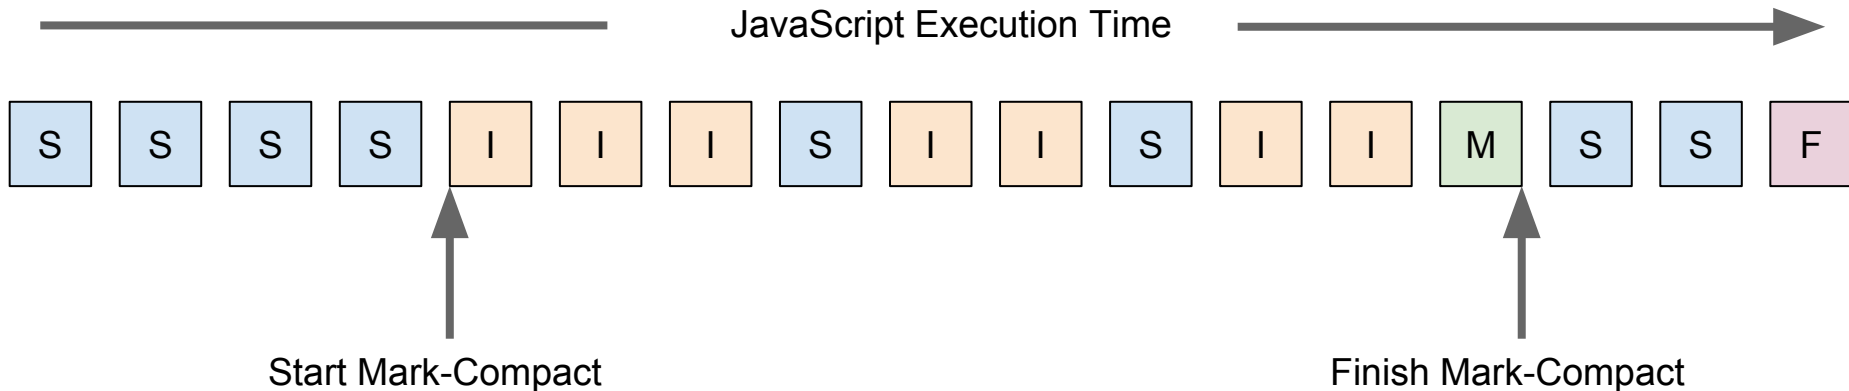 JavaScript Execution Time
S S S S I I I S I I S I I M S S F
Start Mark-Compact
Finish Mark-Compact